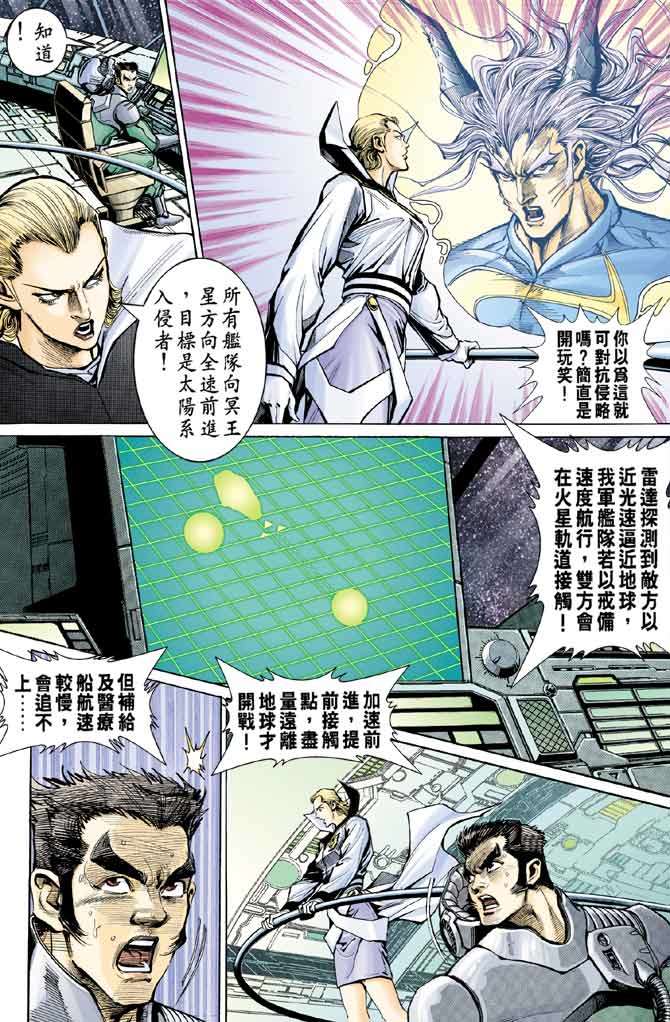 你以為這就
可對抗侵略
嗎？簡直是
開玩笑！
所有艦隊向冥王
星方向全速前進
，目標是太陽系
入侵者！
知道
！
雷達探測到敵方以
近光速逼近地球，
我軍艦隊若以戒備
速度航行，雙方會
在火星軌道接觸！
加速前
進，提
前接觸
點，盡
量遠離
地球才
開戰！
但補給
及醫療
船航速
較慢，
會追不
上⋯⋯